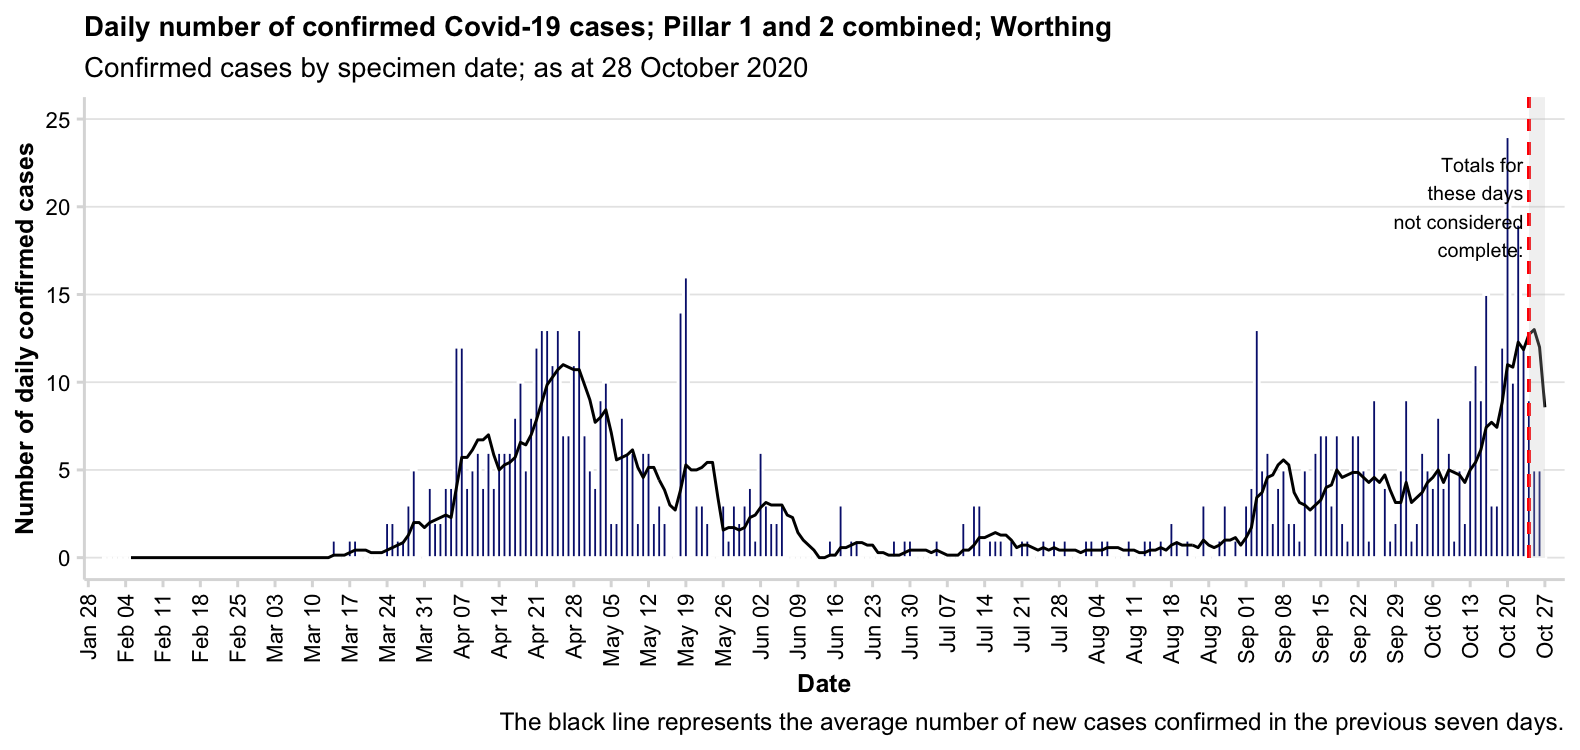 Daily number of confirmed Covid-19 cases; Pillar 1 and 2 combined; Worthing
Confirmed cases by specimen date; as at 28 October 2020
Number of daily confirmed cases
25
20
15
10
5
0
Totals for
these days
not considered
complete:
Jan 28
Feb 04
Feb 11
Feb 18
Feb 25
Mar 03
Mar 10
Mar 17
Mar 24
Mar 31
Apr 07
Apr 14
Apr 21
Apr 28
May 05
May 12
May 19
May 26
Jun 02
Jun 09
Jun 16
Jun 23
Jun 30
Jul 07
Jul 14
Jul 21
Jul 28
Aug 04
Aug 11
Aug 18
Aug 25
Sep 01
Sep 08
Sep 15
Sep 22
Sep 29
Oct 06
Oct 13
Oct 20
Oct 27
Date
The black line represents the average number of new cases confirmed in the previous seven days.